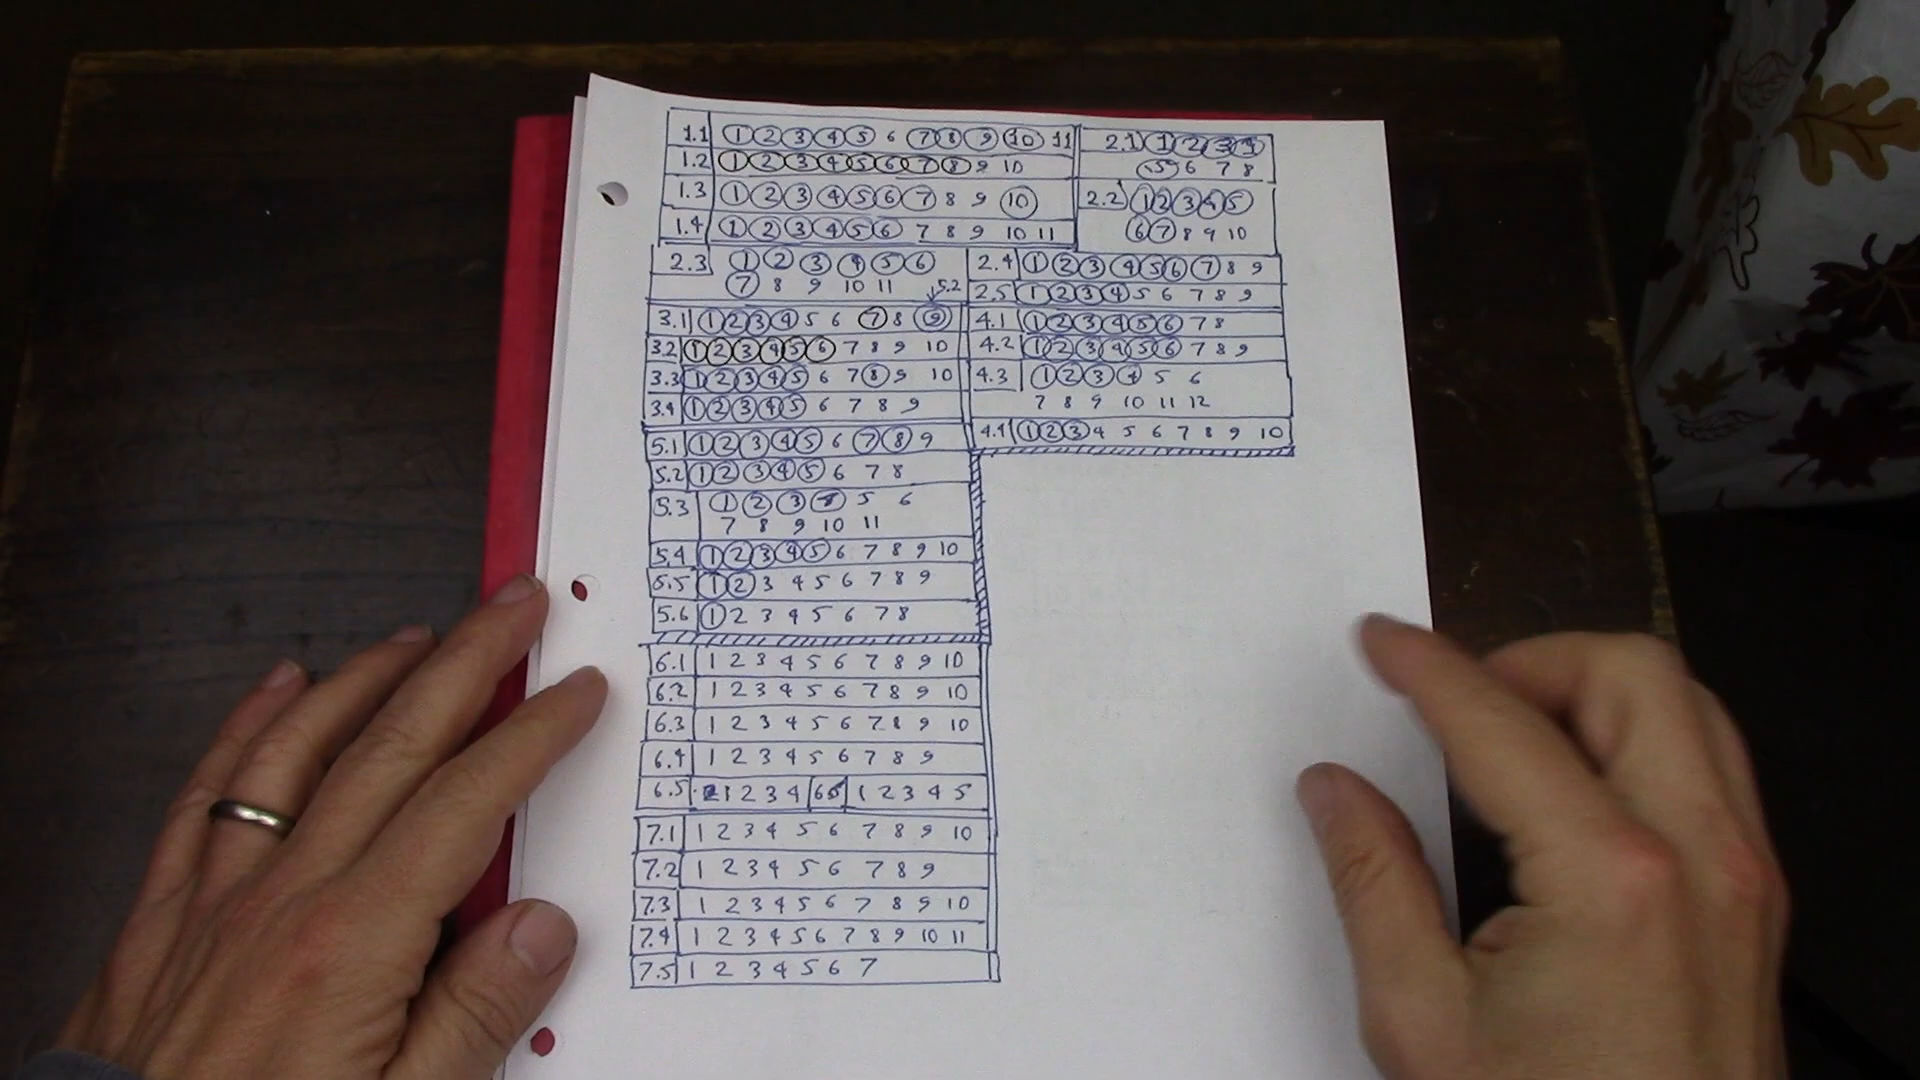 1.1 1 2 3 4 5 6 7 8 9 10 11
1.2 1 2 3 4 5 6 7 8 9 10
1.3 1 2 3 4 5 6 7 8 9 10
1.4 1 2 3 4 5 6 7 8 9 10 11
2.1 1 2 3 4
5 6 7 8
2.2 1 2 3 4 5
6 7 8 9 10
2.3 1 2 3 4 5 6
7 8 9 10 11
2.4 1 2 3 4 5 6 7 8 9
2.5 1 2 3 4 5 6 7 8 9
5.2
3.1 1 2 3 4 5 6 7 8 9
3.2 1 2 3 4 5 6 7 8 9 10
3.3 1 2 3 4 5 6 7 8 9 10
3.4 1 2 3 4 5 6 7 8 9
4.1 1 2 3 4 5 6 7 8
4.2 1 2 3 4 5 6 7 8 9
4.3 1 2 3 4 5 6
7 8 9 10 11 12
4.4 1 2 3 4 5 6 7 8 9 10
5.1 1 2 3 4 5 6 7 8 9
5.2 1 2 3 4 5 6 7 8
5.3 1 2 3 4 5 6
7 8 9 10 11
5.4 1 2 3 4 5 6 7 8 9 10
5.5 1 2 3 4 5 6 7 8 9
5.6 1 2 3 4 5 6 7 8
6.1 1 2 3 4 5 6 7 8 9 10
6.2 1 2 3 4 5 6 7 8 9 10
6.3 1 2 3 4 5 6 7 8 9 10
6.4 1 2 3 4 5 6 7 8 9
6.5 1 2 3 4 65 1 2 3 4 5
7.1 1 2 3 4 5 6 7 8 9 10
7.2 1 2 3 4 5 6 7 8 9
7.3 1 2 3 4 5 6 7 8 9 10
7.4 1 2 3 4 5 6 7 8 9 10 11
7.5 1 2 3 4 5 6 7